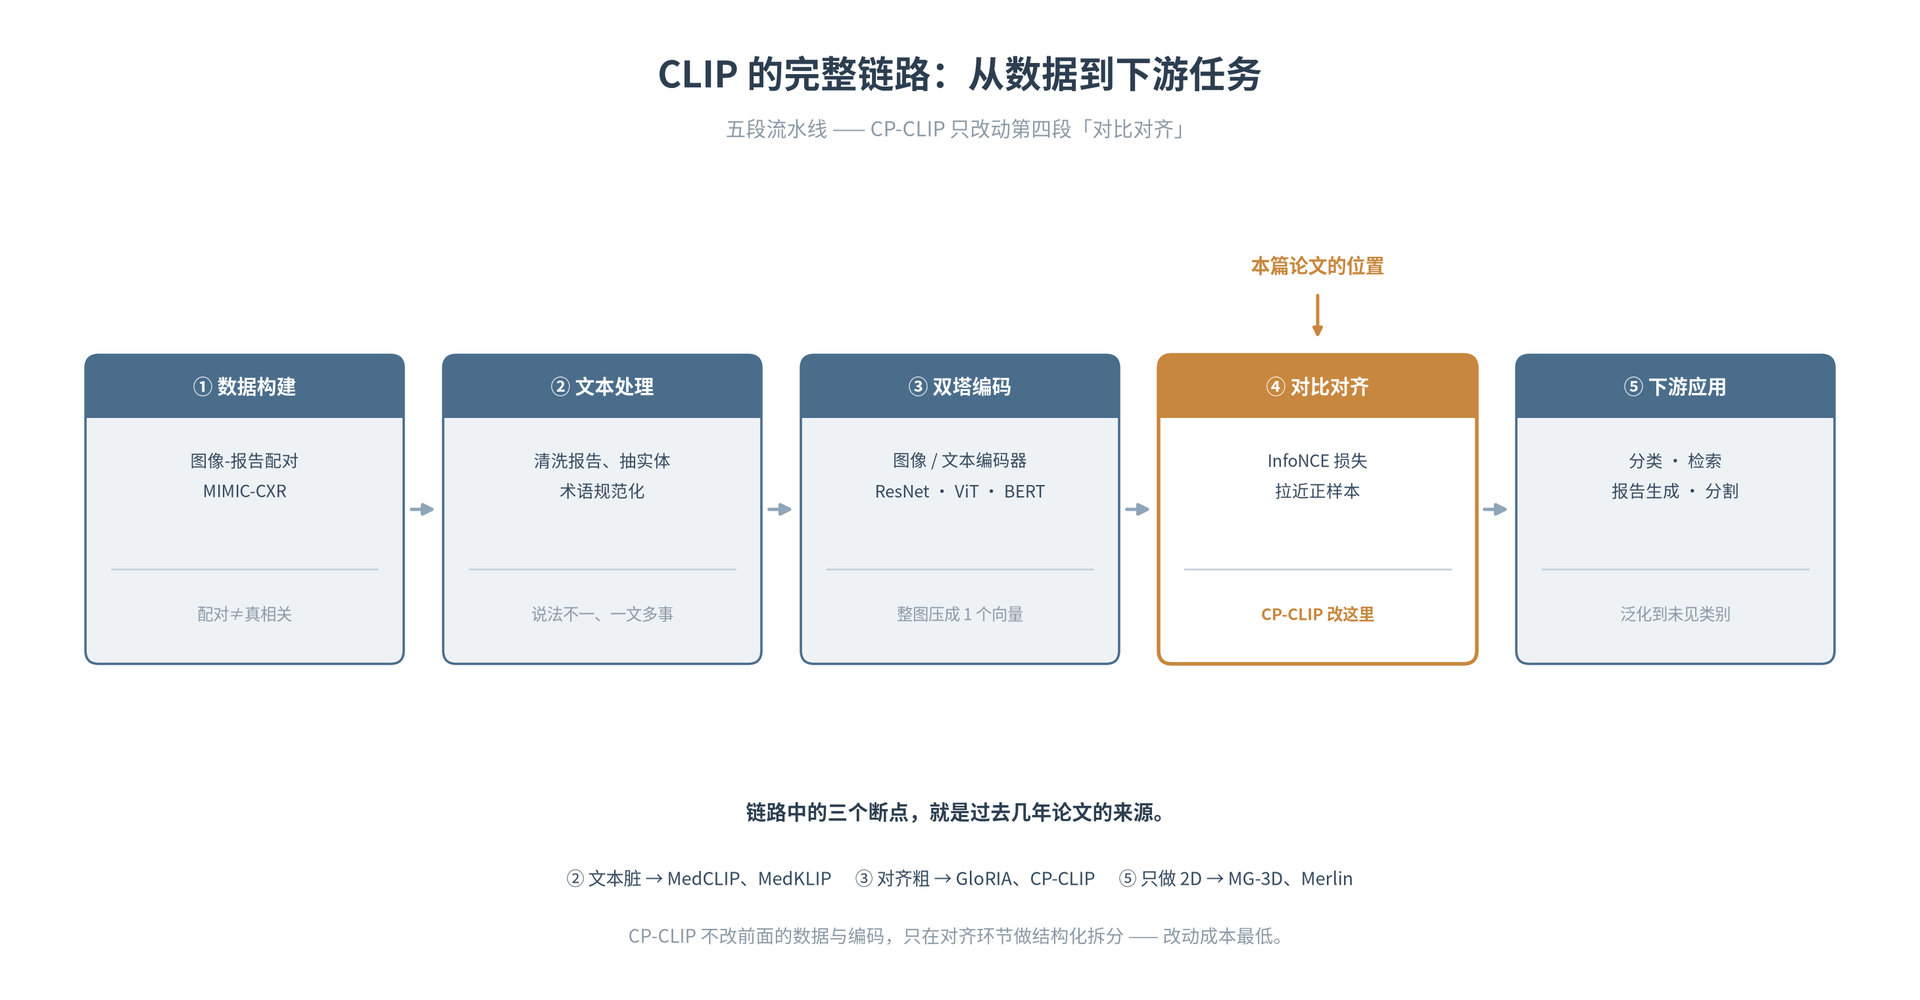 CLIP 的完整链路：从数据到下游任务
五段流水线 —— CP-CLIP 只改动第四段「对比对齐」
本篇论文的位置
① 数据构建
图像-报告配对
MIMIC-CXR
配对≠真相关
② 文本处理
清洗报告、抽实体
术语规范化
说法不一、一文多事
③ 双塔编码
图像 / 文本编码器
ResNet · ViT · BERT
整图压成 1 个向量
④ 对比对齐
InfoNCE 损失
拉近正样本
CP-CLIP 改这里
⑤ 下游应用
分类 · 检索
报告生成 · 分割
泛化到未见类别
链路中的三个断点，就是过去几年论文的来源。
② 文本脏 → MedCLIP、MedKLIP ③ 对齐粗 → GloRIA、CP-CLIP ⑤ 只做 2D → MG-3D、Merlin
CP-CLIP 不改前面的数据与编码，只在对齐环节做结构化拆分 —— 改动成本最低。